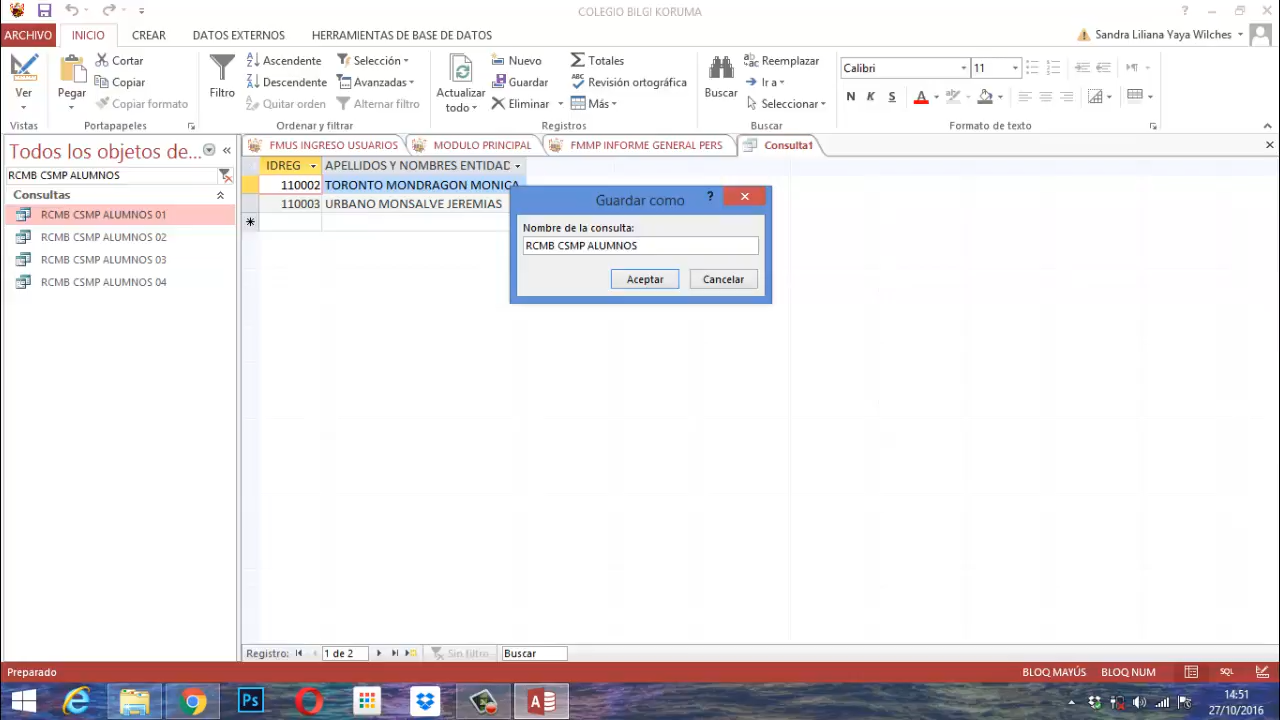 COLEGIO BILGI KORUMA
ARCHIVO INICIO CREAR DATOS EXTERNOS HERRAMIENTAS DE BASE DE DATOS Sandra Liliana Yaya Wilches
Ver
Vistas
Pegar
Cortar
Copiar
Copiar formato
Portapapeles
Filtro
Ascendente
Descendente
Quitar orden
Selección
Avanzadas
Alternar filtro
Ordenar y filtrar
Actualizar
todo
Nuevo
Guardar
Eliminar
Totales
Revisión ortográfica
Más
Registros
Buscar
Reemplazar
Ir a
Seleccionar
Buscar
Calibri 11
N K S A
Formato de texto
Todos los objetos de...
RCMB CSMP ALUMNOS
Consultas
RCMB CSMP ALUMNOS 01
RCMB CSMP ALUMNOS 02
RCMB CSMP ALUMNOS 03
RCMB CSMP ALUMNOS 04
FMUS INGRESO USUARIOS MODULO PRINCIPAL FMMP INFORME GENERAL PERS Consulta1
IDREG APELLIDOS Y NOMBRES ENTIDAD
110002 TORONTO MONDRAGON MONICA
110003 URBANO MONSALVE JEREMIAS
Guardar como
Nombre de la consulta:
RCMB CSMP ALUMNOS
Aceptar Cancelar
Registro: 1 de 2 Sin filtro Buscar
Preparado BLOQ MAYÚS BLOQ NUM SQL
Ps
14:51
27/10/2016